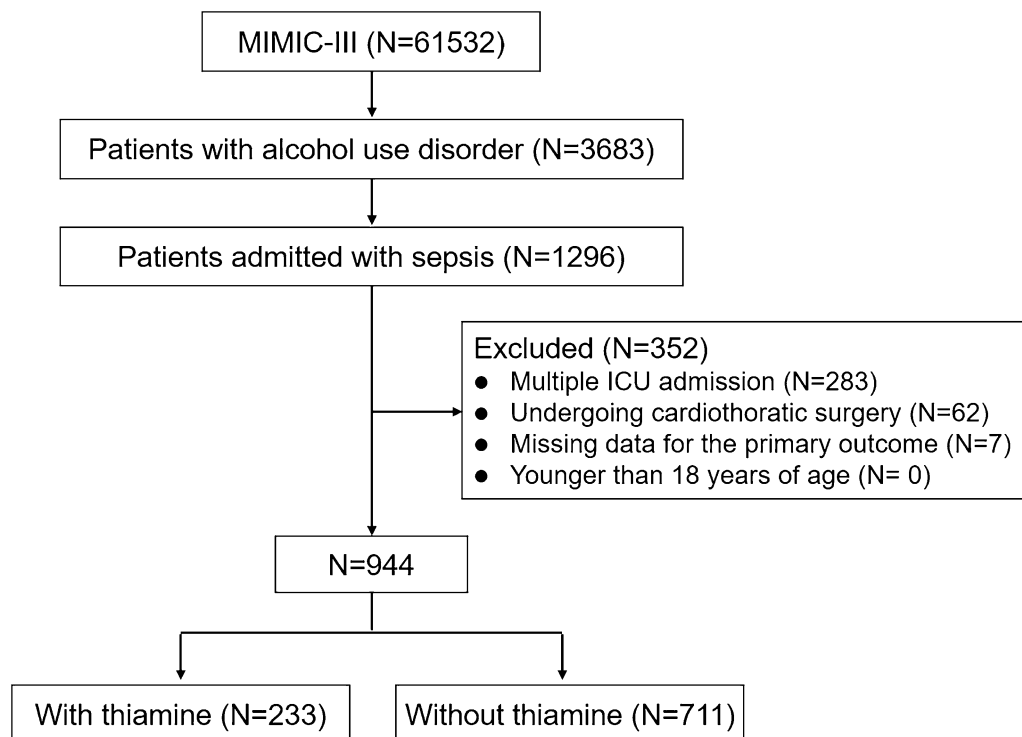 MIMIC-III (N=61532)
Patients with alcohol use disorder (N=3683)
Patients admitted with sepsis (N=1296)
Excluded (N=352)
● Multiple ICU admission (N=283)
● Undergoing cardiothoratic surgery (N=62)
● Missing data for the primary outcome (N=7)
● Younger than 18 years of age (N= 0)
N=944
With thiamine (N=233)
Without thiamine (N=711)